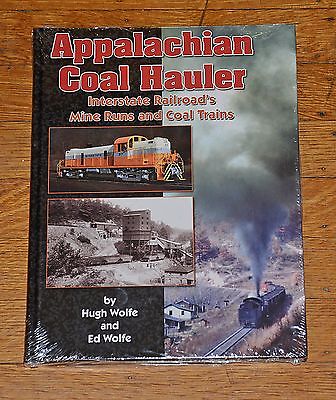 Appalachian
Coal Hauler
Interstate Railroad's
Mine Runs and Coal Trains
by
Hugh Wolfe
and
Ed Wolfe